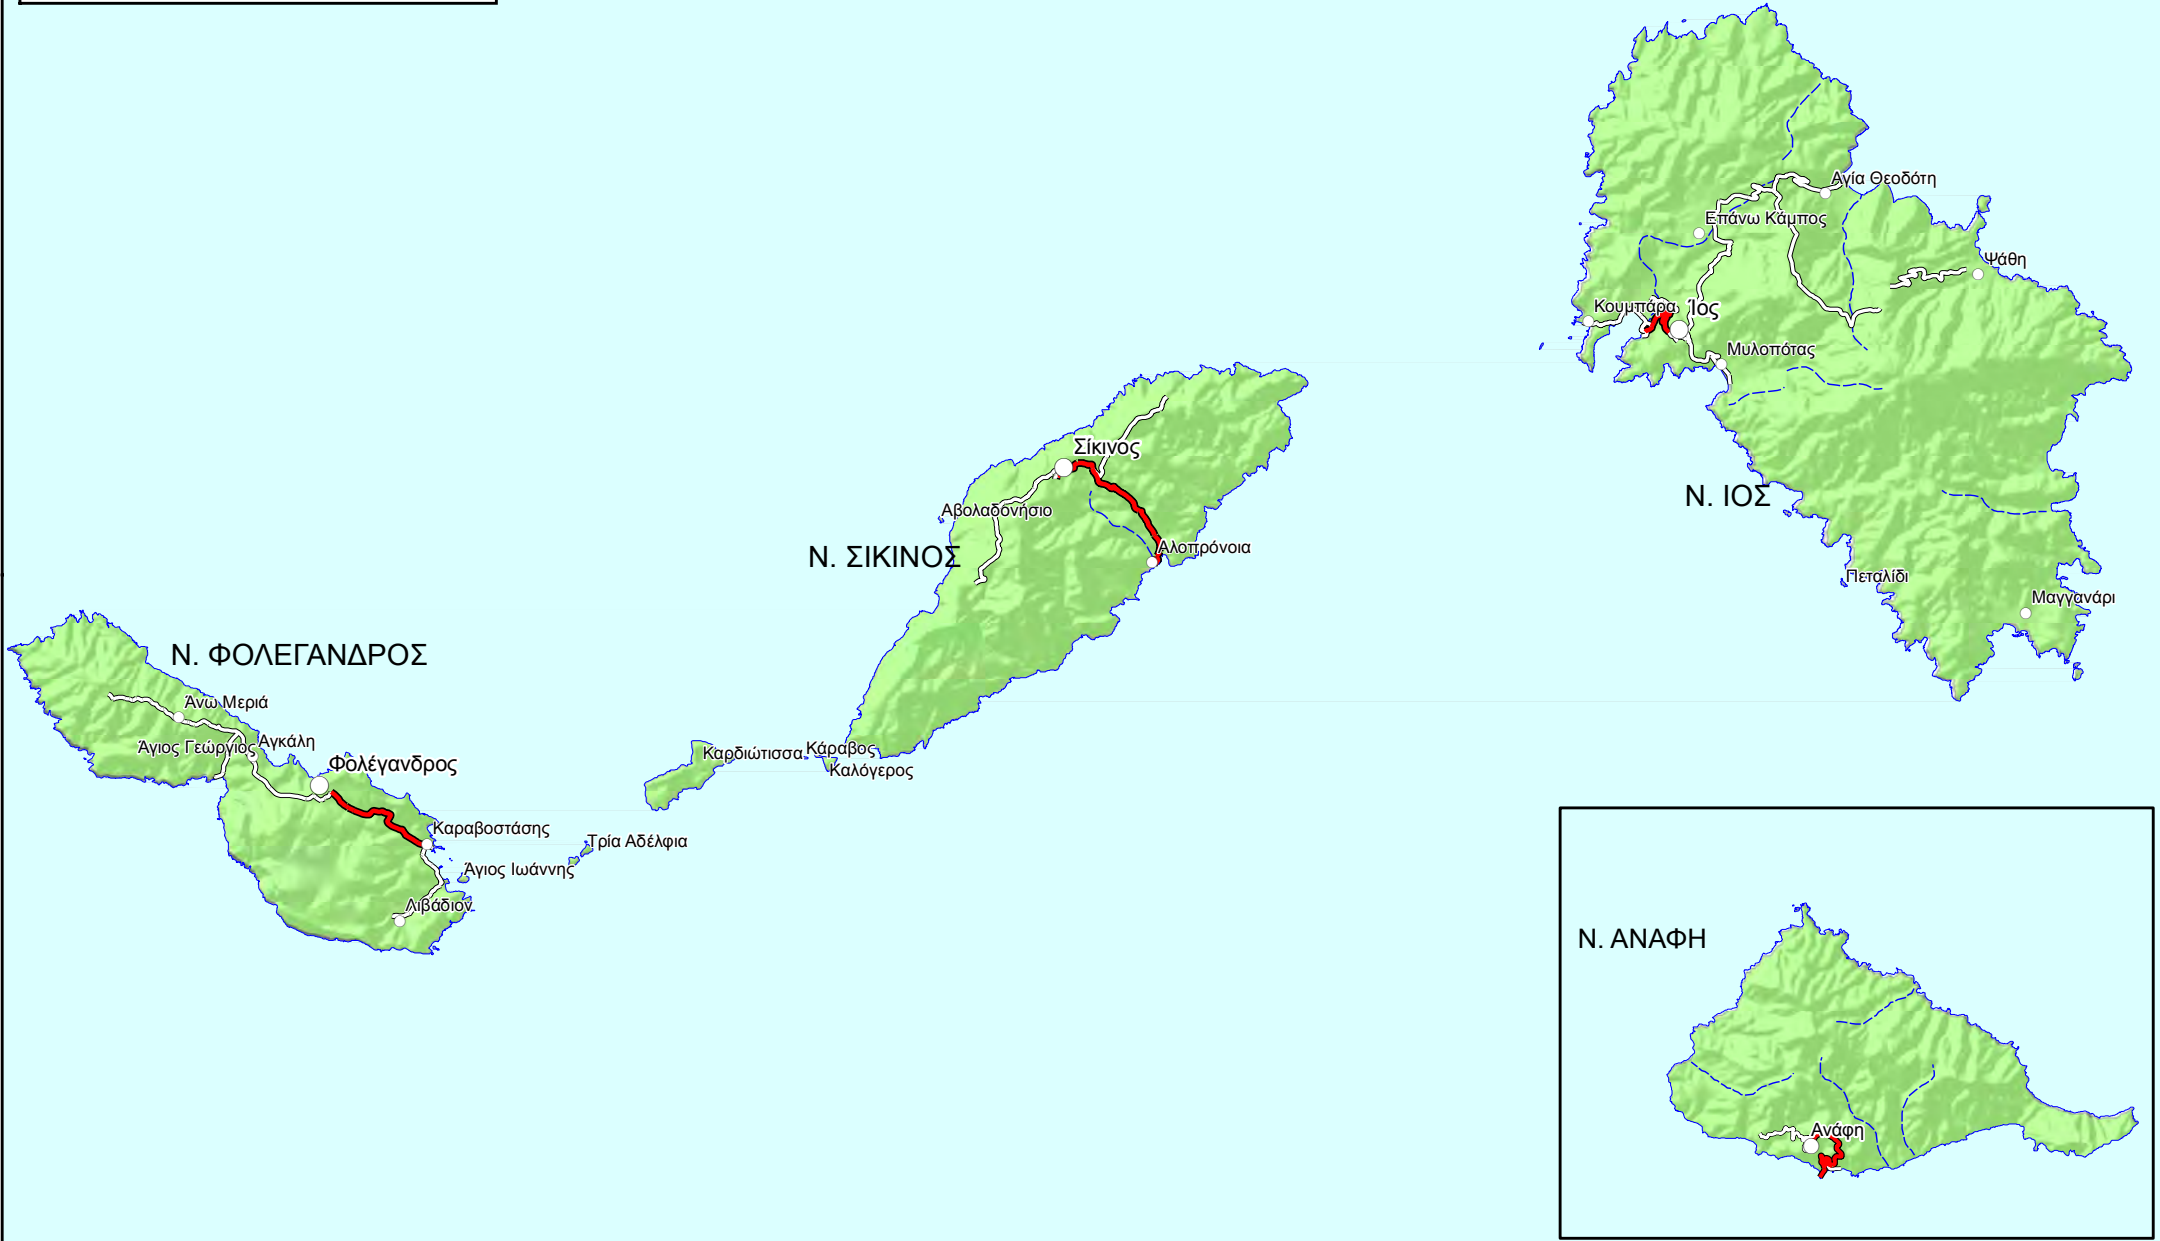 Αγία Θεοδότη
Επάνω Κάμπος
Ψάθη
Κουμπάρα
Ίος
Μυλοπότας
Σίκινος
Ν. ΙΟΣ
Αβολαδονήσιο
Αλοπρόνοια
Ν. ΣΙΚΙΝΟΣ
Πεταλίδι
Μαγγανάρι
Ν. ΦΟΛΕΓΑΝΔΡΟΣ
Άνω Μεριά
Άγιος Γεώργιος
Αγκάλη
Καρδιώτισσα
Κάραβος
Φολέγανδρος
Καλόγερος
Καραβοστάσης
Τρία Αδέλφια
Άγιος Ιωάννης
Λιβάδιον
Ν. ΑΝΑΦΗ
Ανάφη